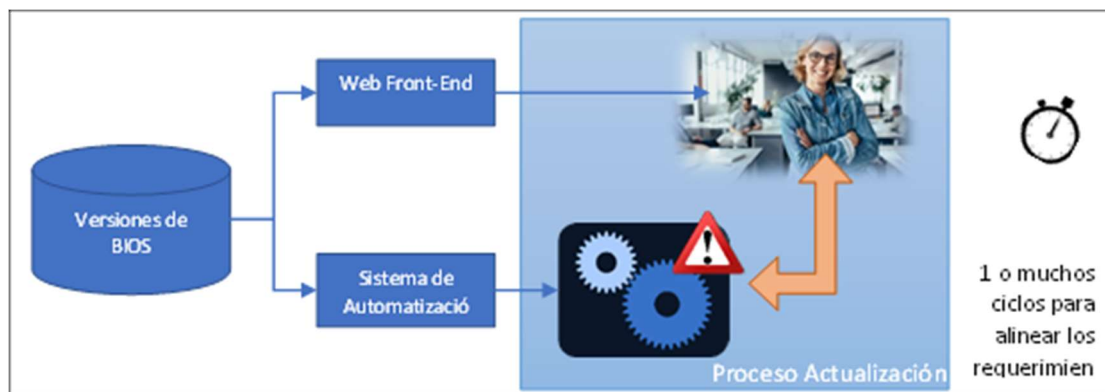 Web Front-End
Versiones de
BIOS
Sistema de
Automatizació
Proceso Actualización
1 o muchos
ciclos para
alinear los
requerimien